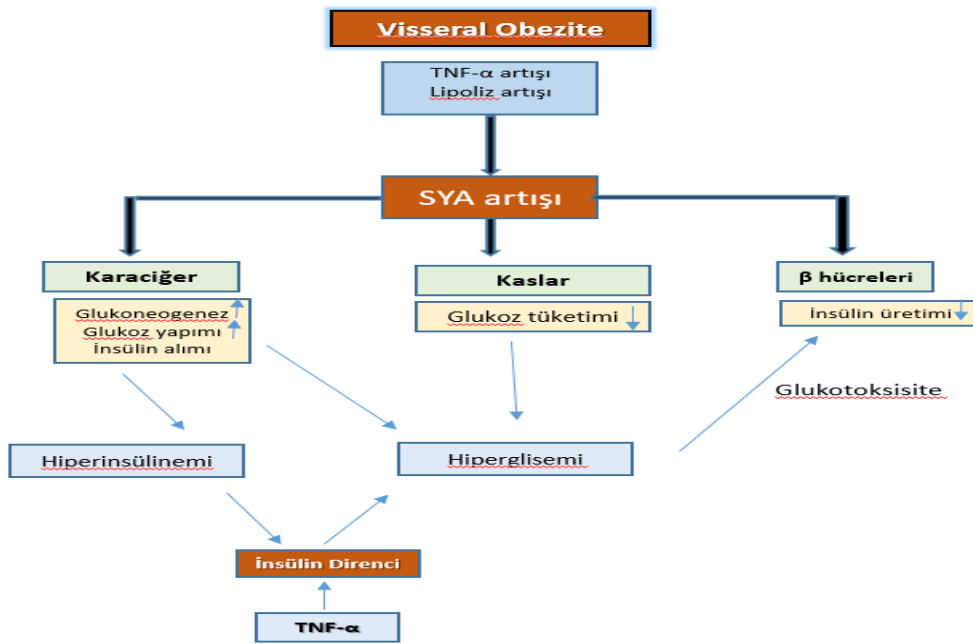 Visseral Obezite
TNF-α artışı
Lipoliz artışı
SYA artışı
Karaciğer
Kaslar
β hücreleri
Glukoneogenez
Glukoz yapımı
İnsülin alımı
Glukoz tüketimi
İnsülin üretimi
Glukotoksisite
Hiperinsülinemi
Hiperglisemi
İnsülin Direnci
TNF-α